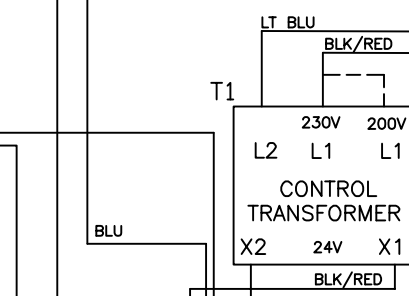 LT BLU
BLK/RED
T1
230V 200V
L2 L1 L1
CONTROL
TRANSFORMER
BLU
X2 24V X1
BLK/RED